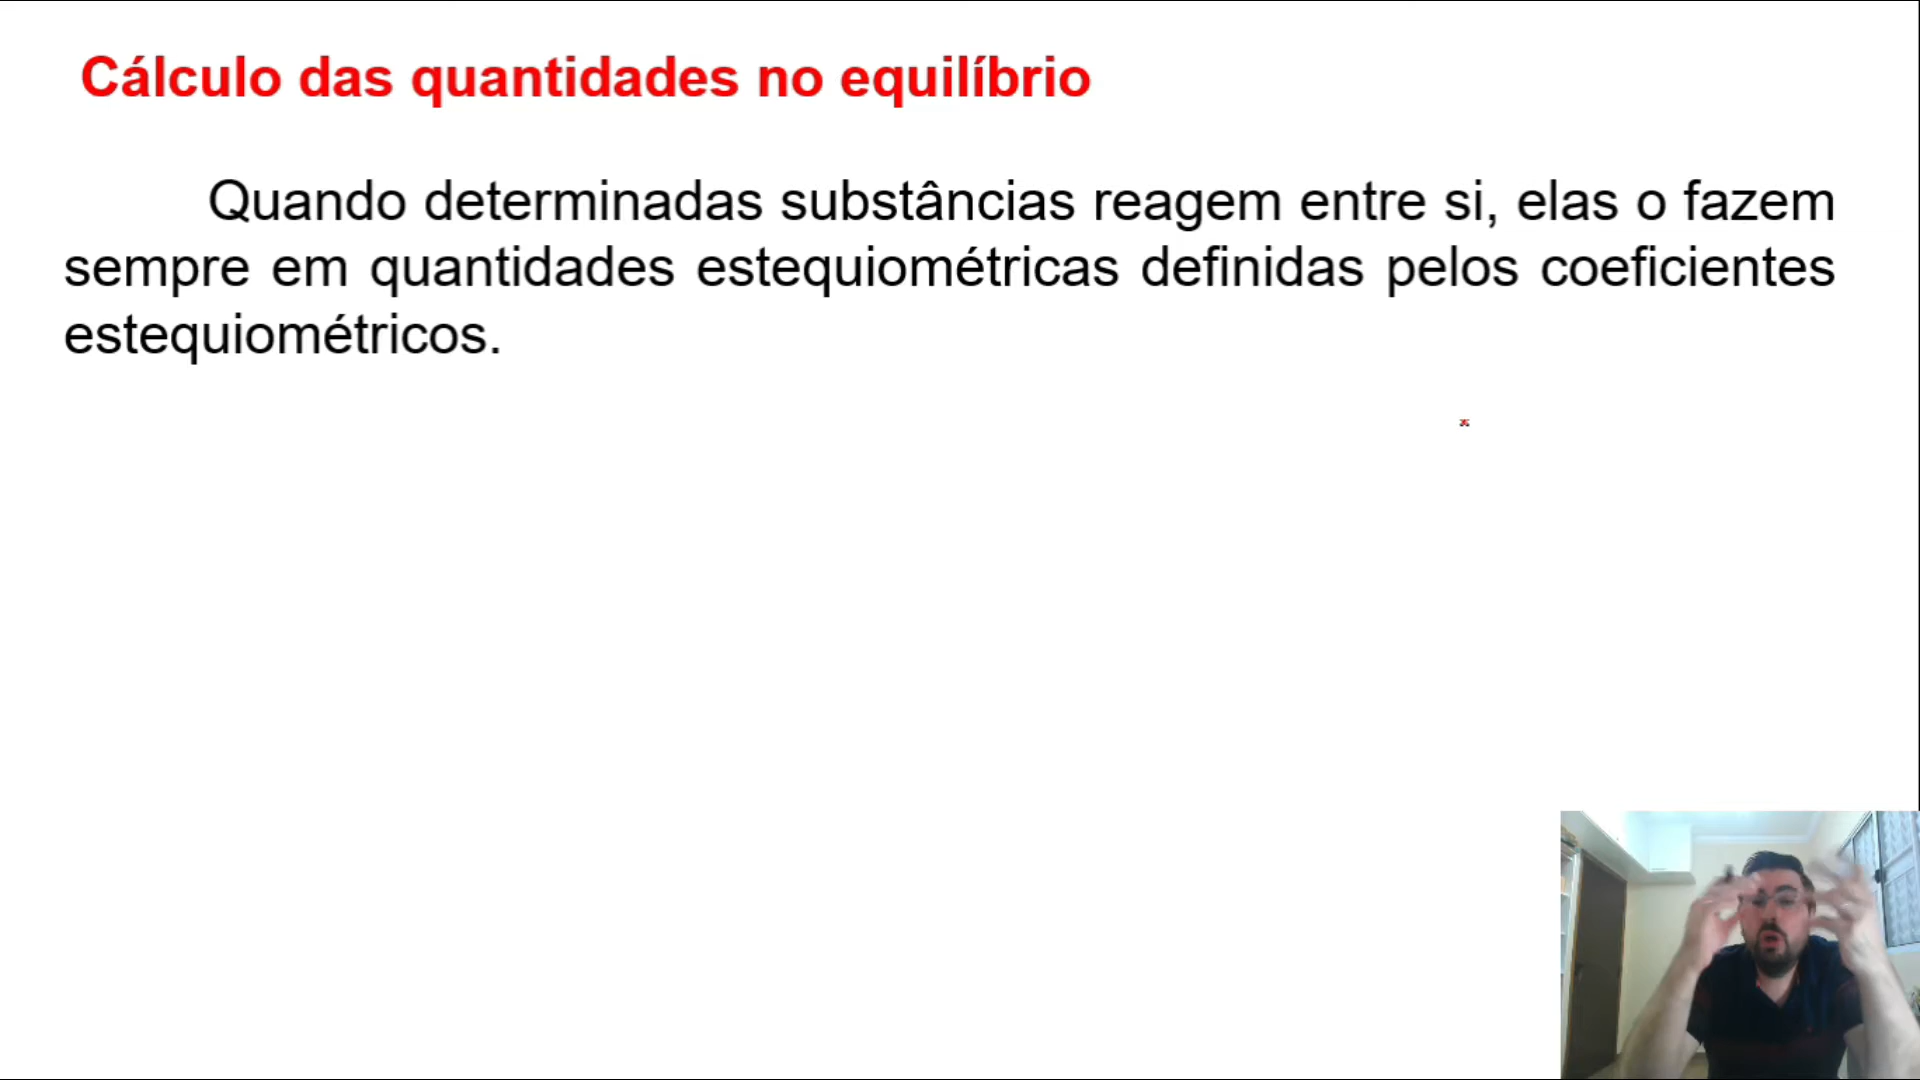 Cálculo das quantidades no equilíbrio
Quando determinadas substâncias reagem entre si, elas o fazem
sempre em quantidades estequiométricas definidas pelos coeficientes
estequiométricos.